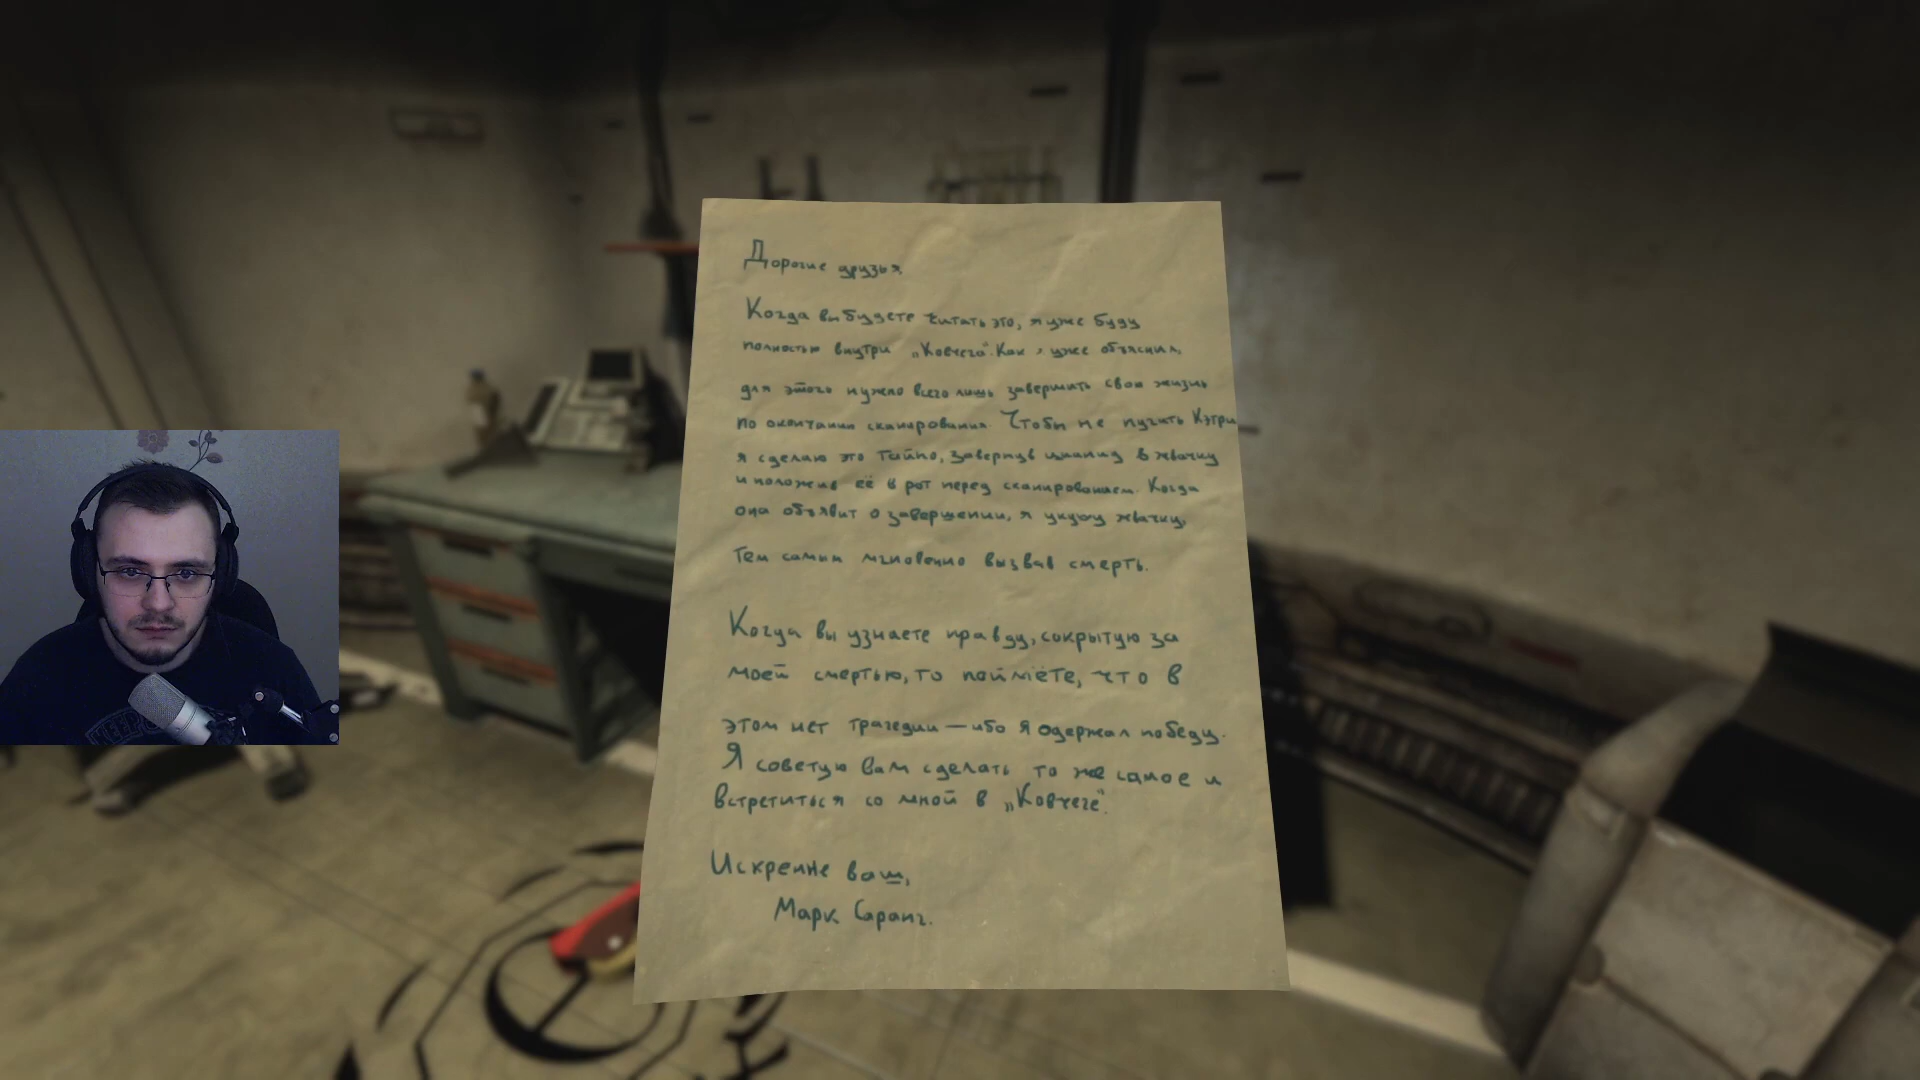 Дорогие друзья,
Когда вы будете читать это, я уже буду
полностью внутри „Ковчега". Как я уже объяснил,
для этого нужно всего лишь завершить свою жизнь
по окончании сканирования. Чтобы не пугать Кэтрин
я сделаю это тайно, завернув цианид в жвачку
и положив её в рот перед сканированием. Когда
она объявит о завершении, я укушу жвачку,
тем самым мгновенно вызвав смерть.
Когда вы узнаете правду, сокрытую за
моей смертью, то поймёте, что в
этом нет трагедии — ибо я одержал победу.
Я советую вам сделать то же самое и
встретиться со мной в „Ковчеге".
Искренне ваш,
Марк Саранг.